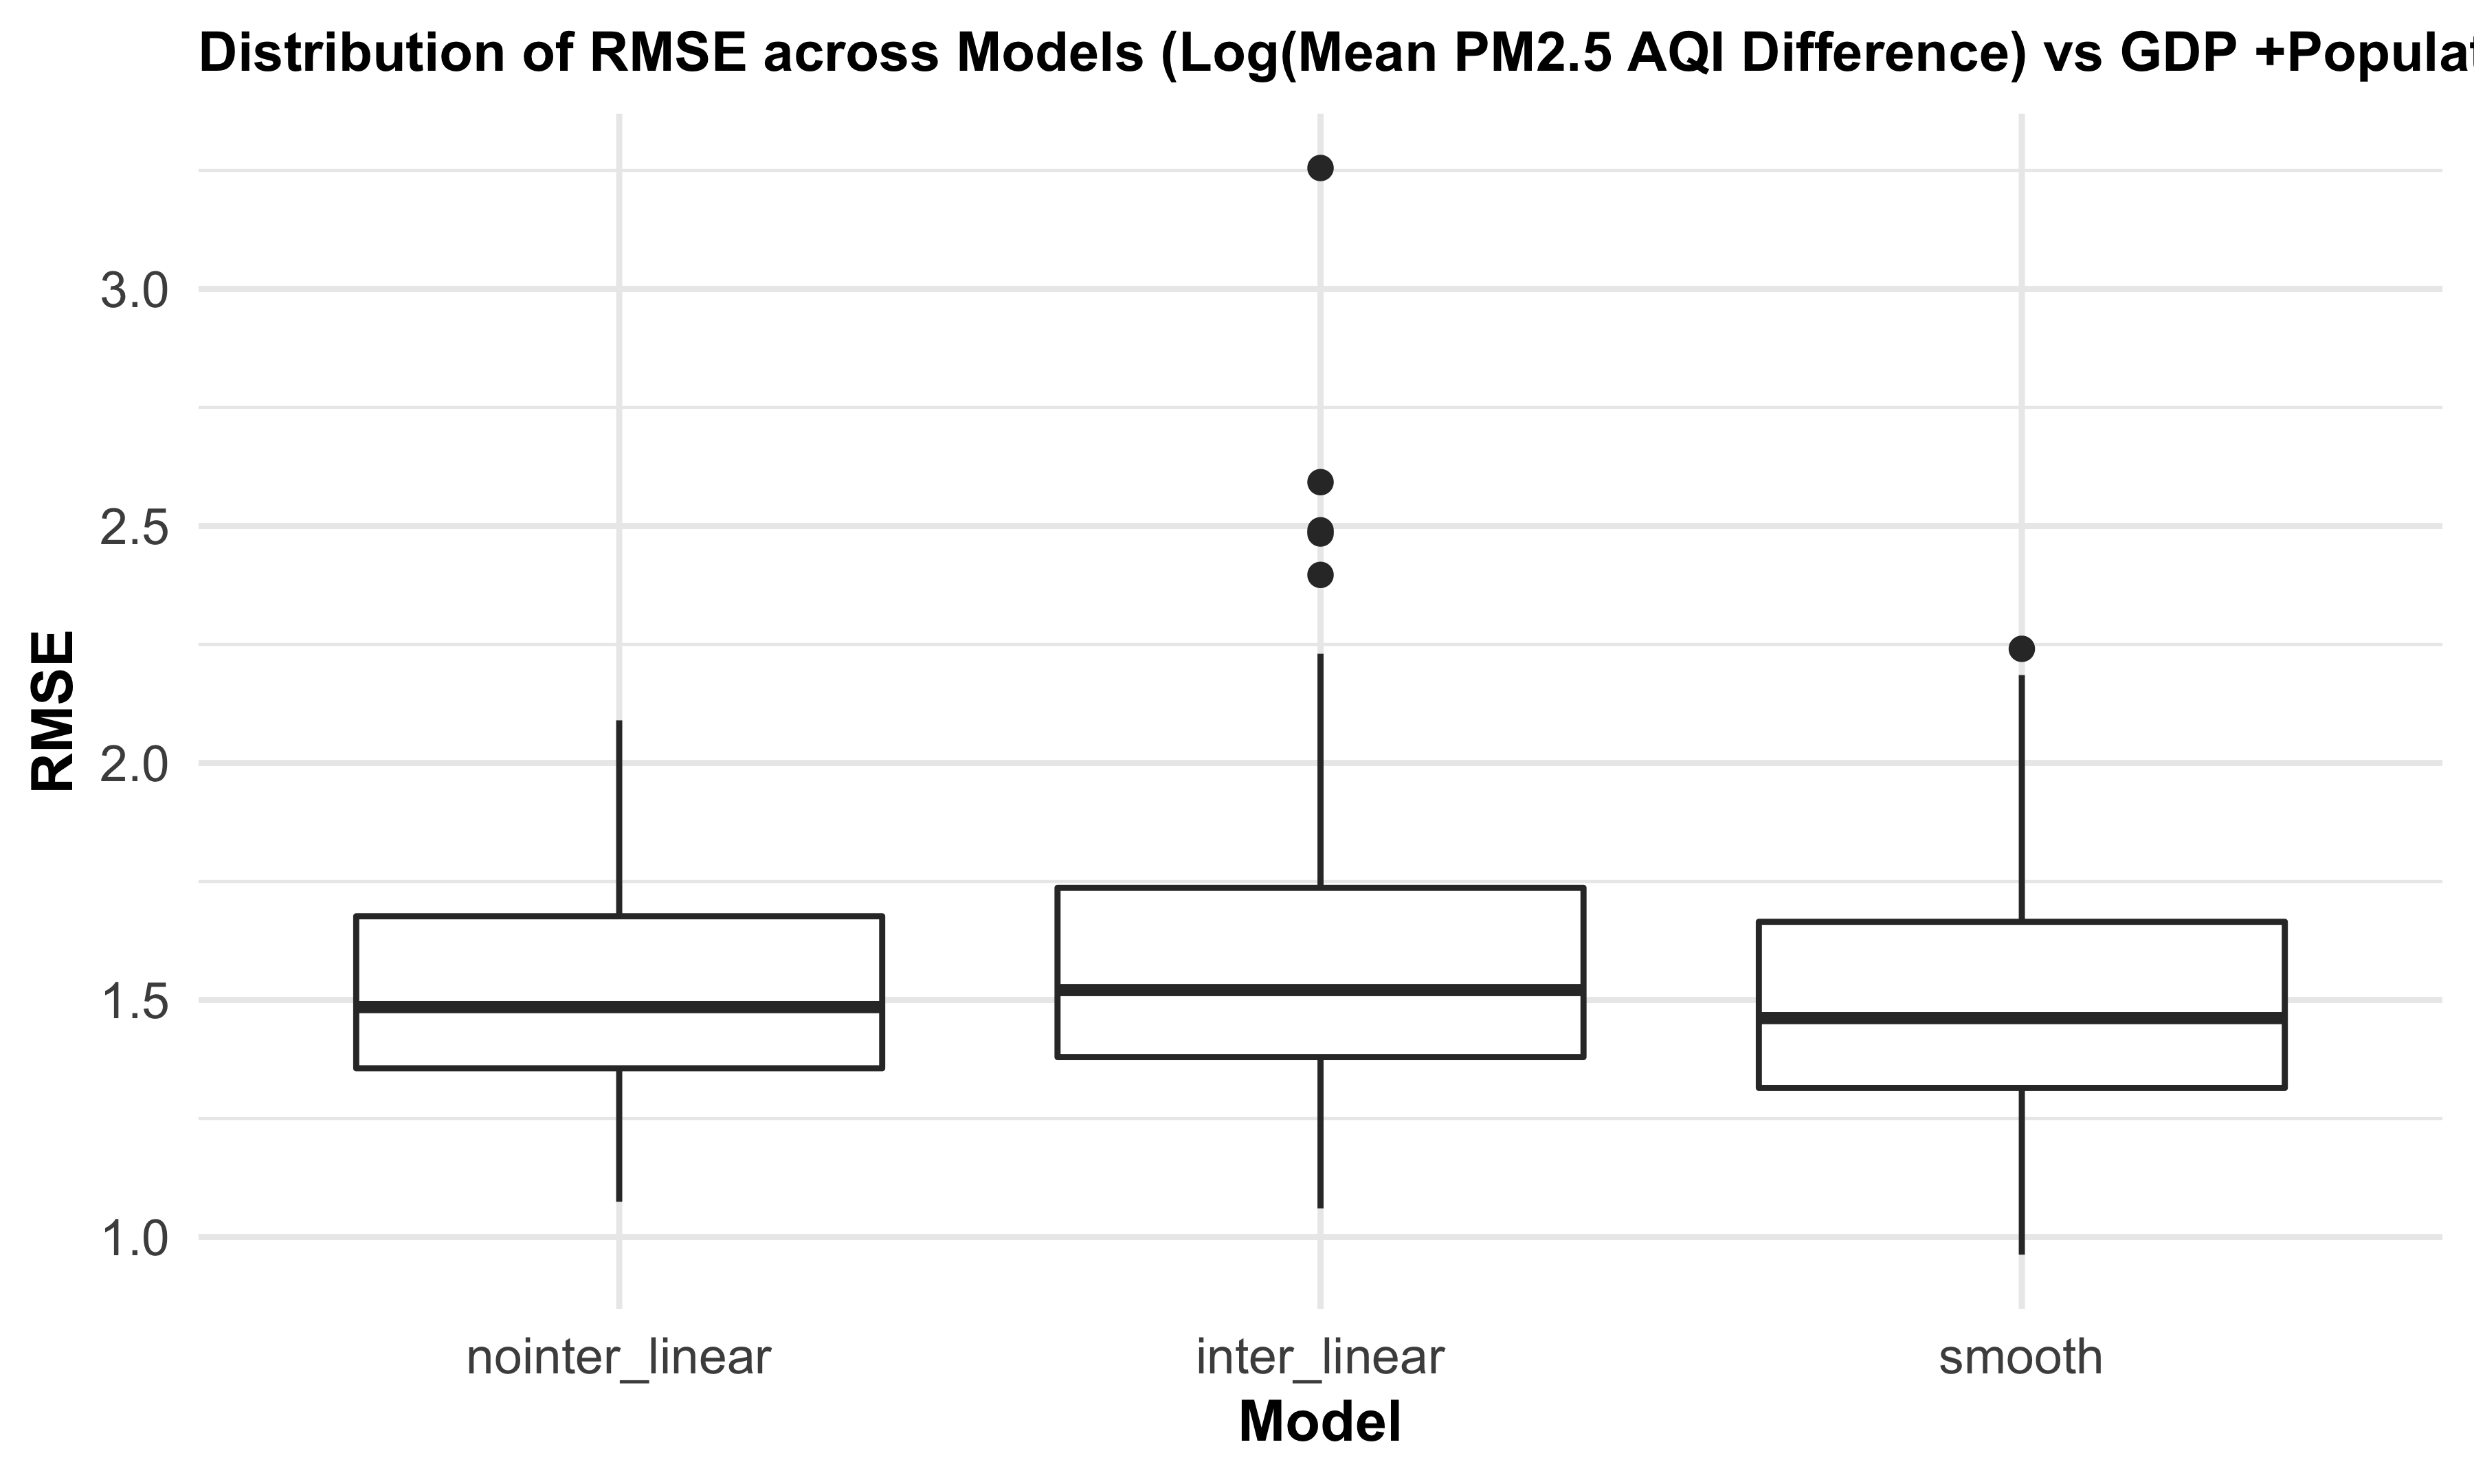 Distribution of RMSE across Models (Log(Mean PM2.5 AQI Difference) vs GDP +Populat
RMSE
3.0
2.5
2.0
1.5
1.0
nointer_linear inter_linear smooth
Model